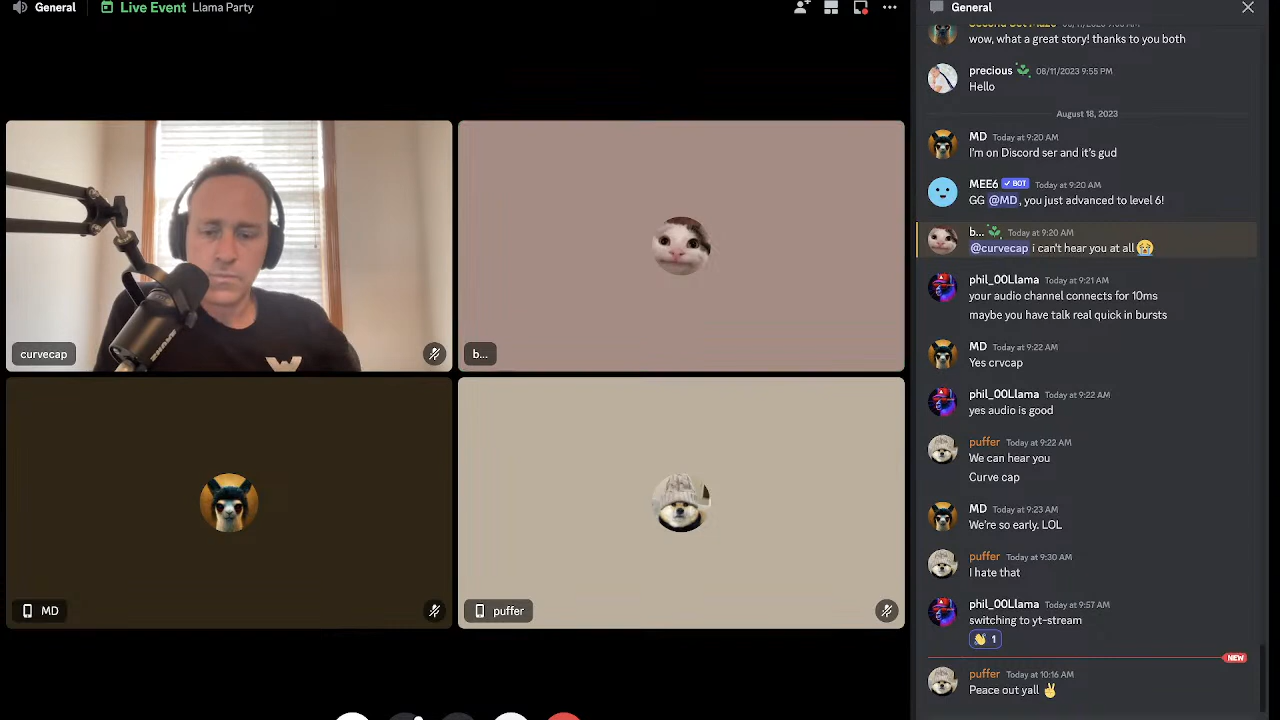 General
Live Event Llama Party
curvecap
b...
MD
puffer
General
wow, what a great story! thanks to you both
precious 08/11/2023 9:55 PM
Hello
August 18, 2023
MD Today at 9:20 AM
I'm on Discord ser and it's gud
MEE6 ✓ BOT Today at 9:20 AM
GG @MD, you just advanced to level 6!
b... Today at 9:20 AM
@curvecap i can't hear you at all 😭
phil_00Llama Today at 9:21 AM
your audio channel connects for 10ms
maybe you have talk real quick in bursts
MD Today at 9:22 AM
Yes crvcap
phil_00Llama Today at 9:22 AM
yes audio is good
puffer Today at 9:22 AM
We can hear you
Curve cap
MD Today at 9:23 AM
We're so early. LOL
puffer Today at 9:30 AM
I hate that
phil_00Llama Today at 9:57 AM
switching to yt-stream
👋 1
NEW
puffer Today at 10:16 AM
Peace out yall ✌